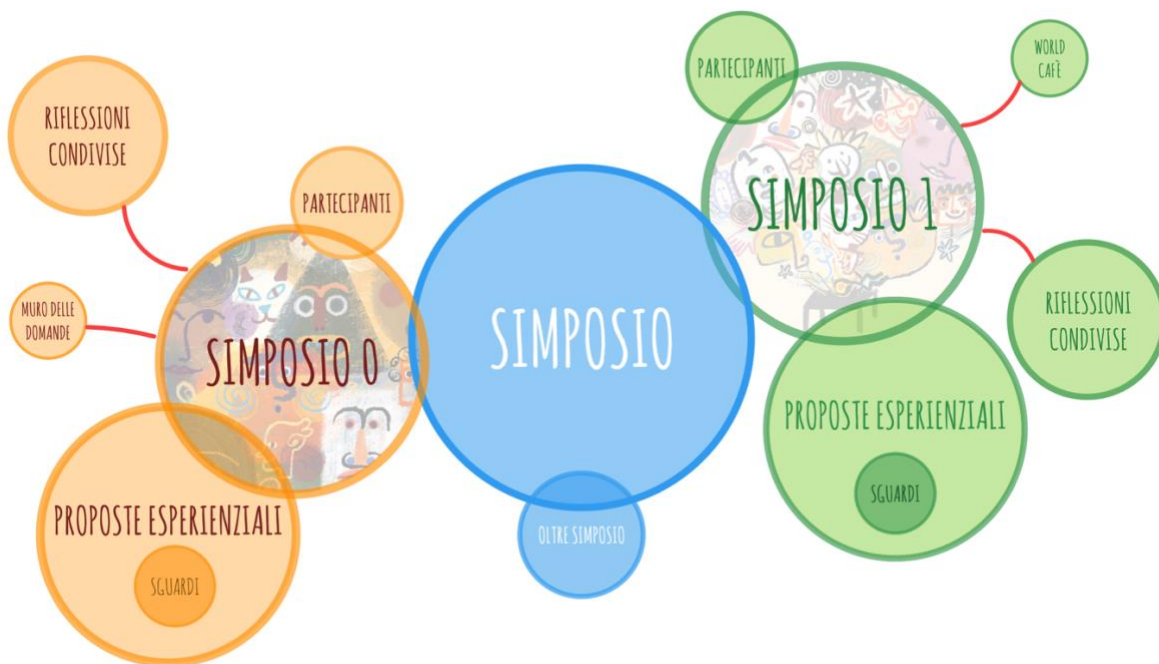 RIFLESSIONI
CONDIVISE
PARTECIPANTI
MURO DELLE
DOMANDE
SIMPOSIO 0
PROPOSTE ESPERIENZIALI
SGUARDI
SIMPOSIO
OLTRE SIMPOSIO
PARTECIPANTI
WORLD
CAFÈ
SIMPOSIO 1
RIFLESSIONI
CONDIVISE
PROPOSTE ESPERIENZIALI
SGUARDI